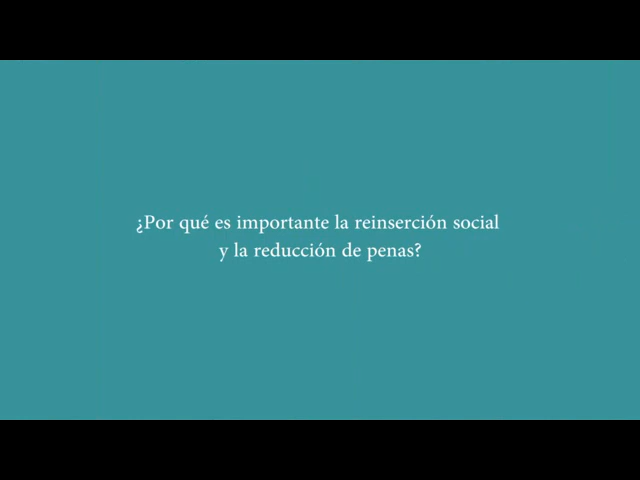 ¿Por qué es importante la reinserción social
y la reducción de penas?